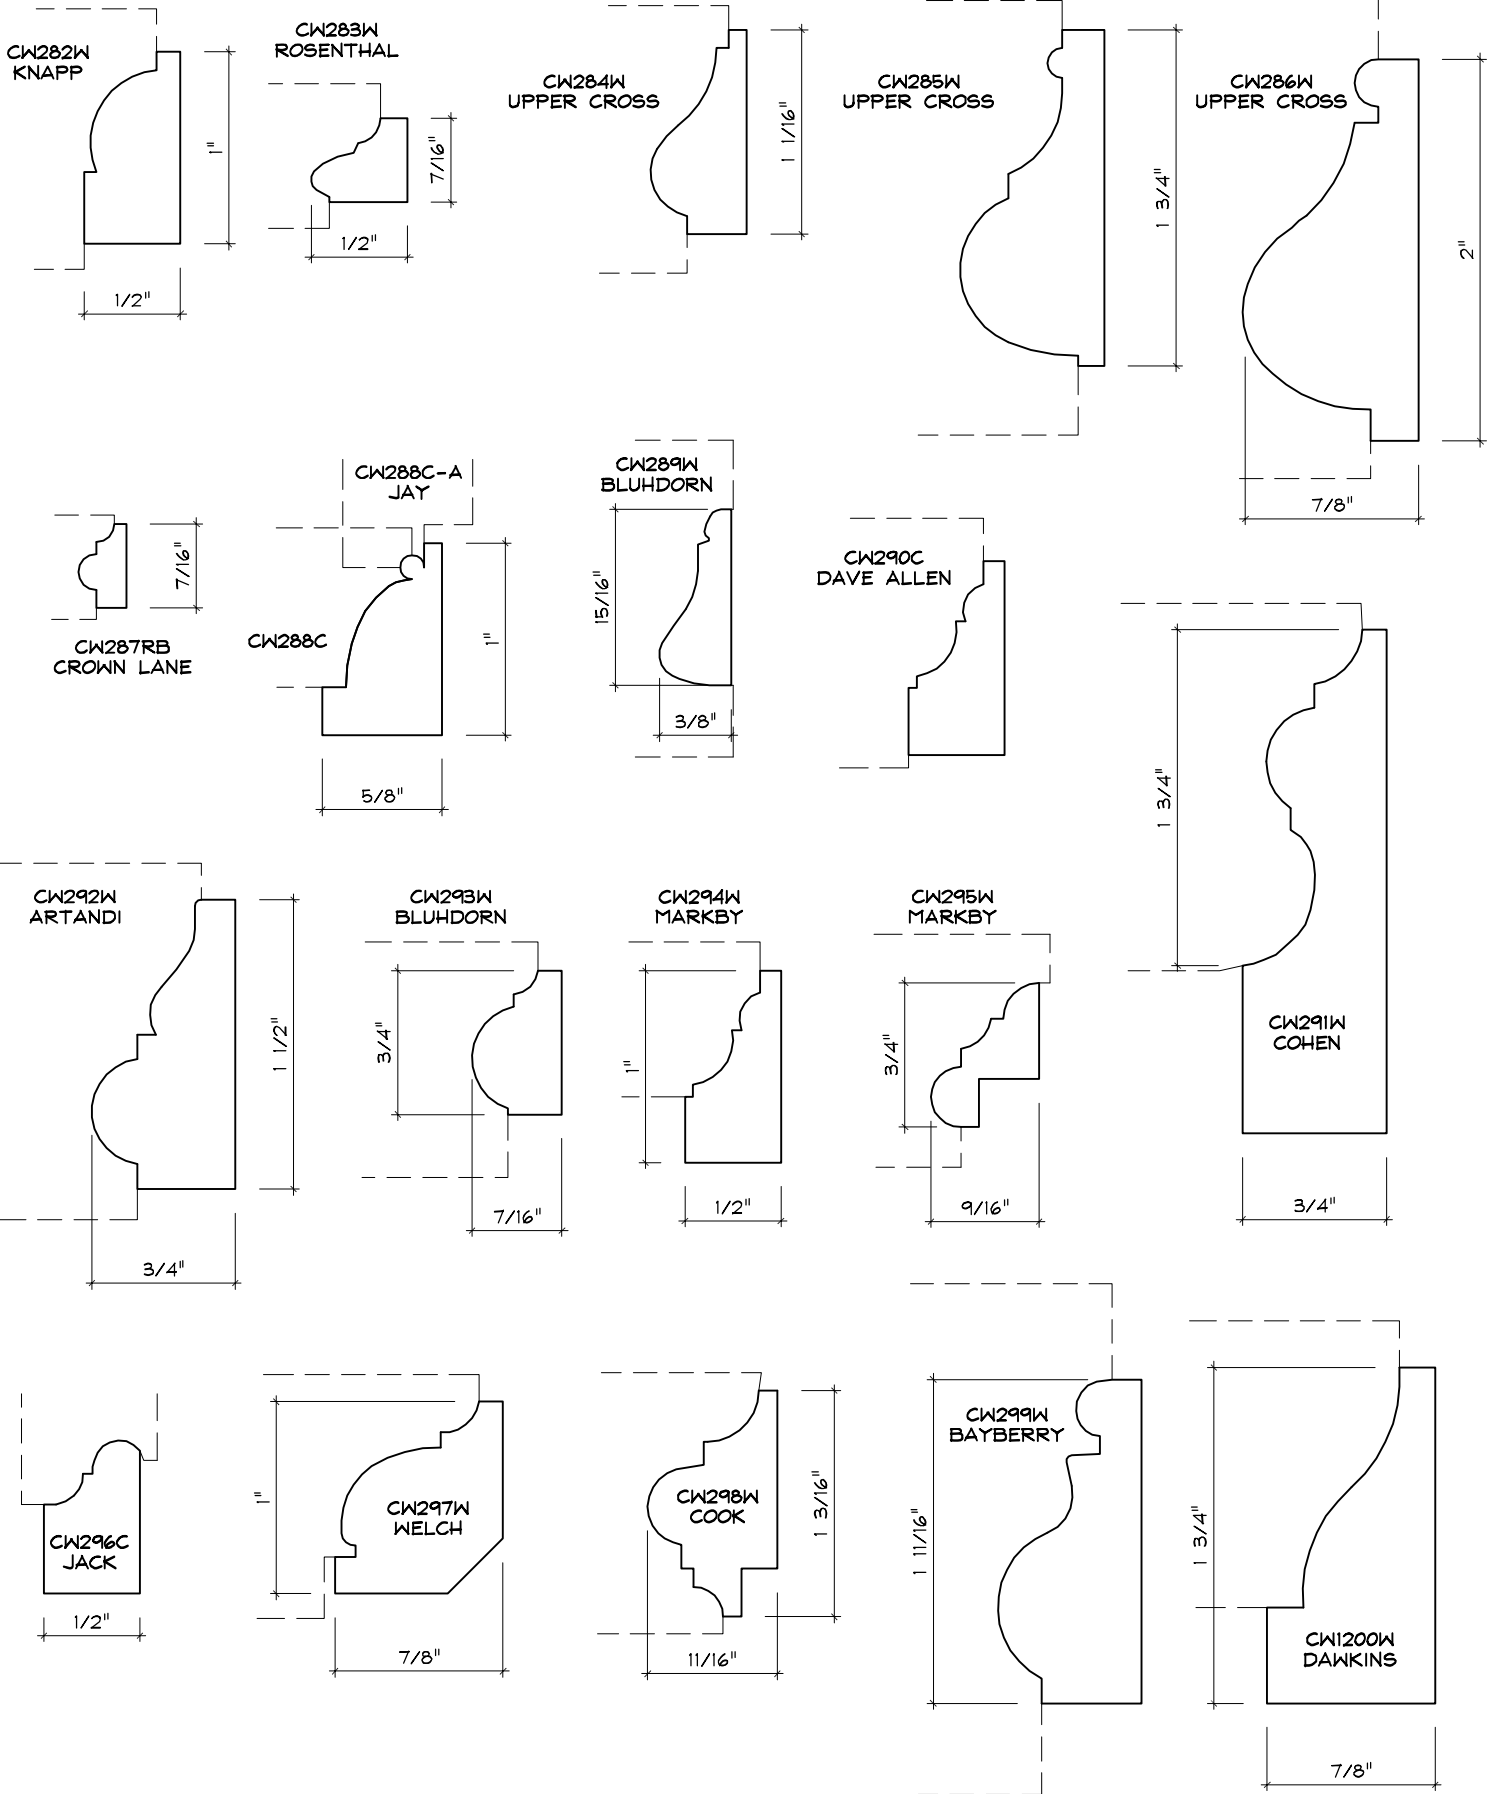 CW282W
KNAPP
1"
1/2"
CW283W
ROSENTHAL
7/16"
1/2"
CW284W
UPPER CROSS
1 1/16"
CW285W
UPPER CROSS
1 3/4"
CW286W
UPPER CROSS
2"
7/8"
7/16"
CW287RB
CROWN LANE
CW288C-A
JAY
CW288C
1"
5/8"
CW289W
BLUHDORN
15/16"
3/8"
CW290C
DAVE ALLEN
1 3/4"
CW291W
COHEN
3/4"
CW292W
ARTANDI
1 1/2"
3/4"
CW293W
BLUHDORN
3/4"
7/16"
CW294W
MARKBY
1"
1/2"
CW295W
MARKBY
3/4"
9/16"
CW296C
JACK
1/2"
1"
CW297W
WELCH
7/8"
CW298W
COOK
1 3/16"
11/16"
CW299W
BAYBERRY
1 11/16"
1 3/4"
CW1200W
DAWKINS
7/8"